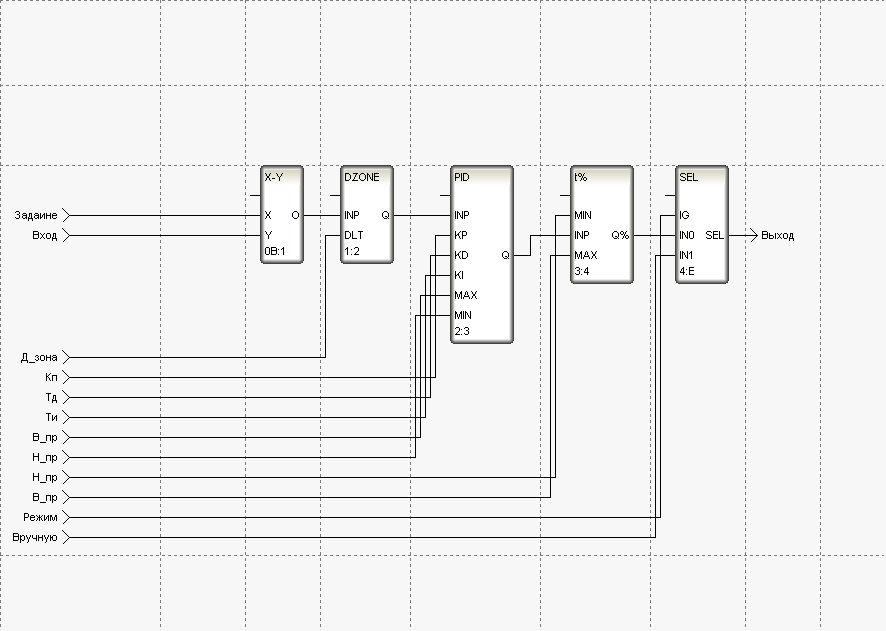 X-Y DZONE PID t% SEL
Задаине X O INP Q INP MIN IG
Вход Y DLT KP INP Q% IN0 SEL Выход
0B:1 1:2 KD Q MAX IN1
KI 3:4 4:E
MAX
MIN
2:3
Д_зона
Кп
Тд
Ти
В_пр
Н_пр
Н_пр
В_пр
Режим
Вручную